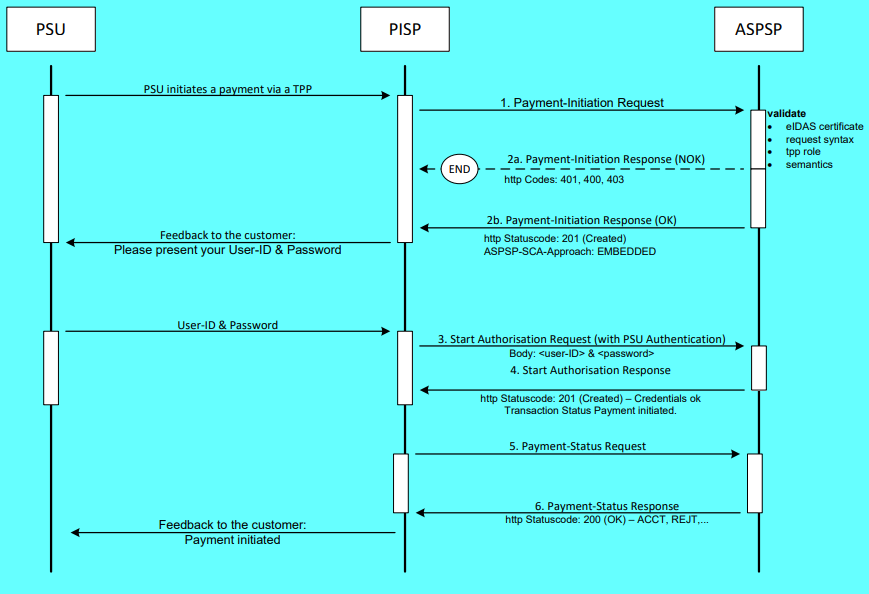 PSU
PISP
ASPSP
PSU initiates a payment via a TPP
1. Payment-Initiation Request
validate
• eIDAS certificate
• request syntax
• tpp role
• semantics
2a. Payment-Initiation Response (NOK)
END
http Codes: 401, 400, 403
2b. Payment-Initiation Response (OK)
http Statuscode: 201 (Created)
ASPSP-SCA-Approach: EMBEDDED
Feedback to the customer:
Please present your User-ID & Password
User-ID & Password
3. Start Authorisation Request (with PSU Authentication)
Body: <user-ID> & <password>
4. Start Authorisation Response
http Statuscode: 201 (Created) – Credentials ok
Transaction Status Payment initiated.
5. Payment-Status Request
6. Payment-Status Response
http Statuscode: 200 (OK) – ACCT, REJT,...
Feedback to the customer:
Payment initiated